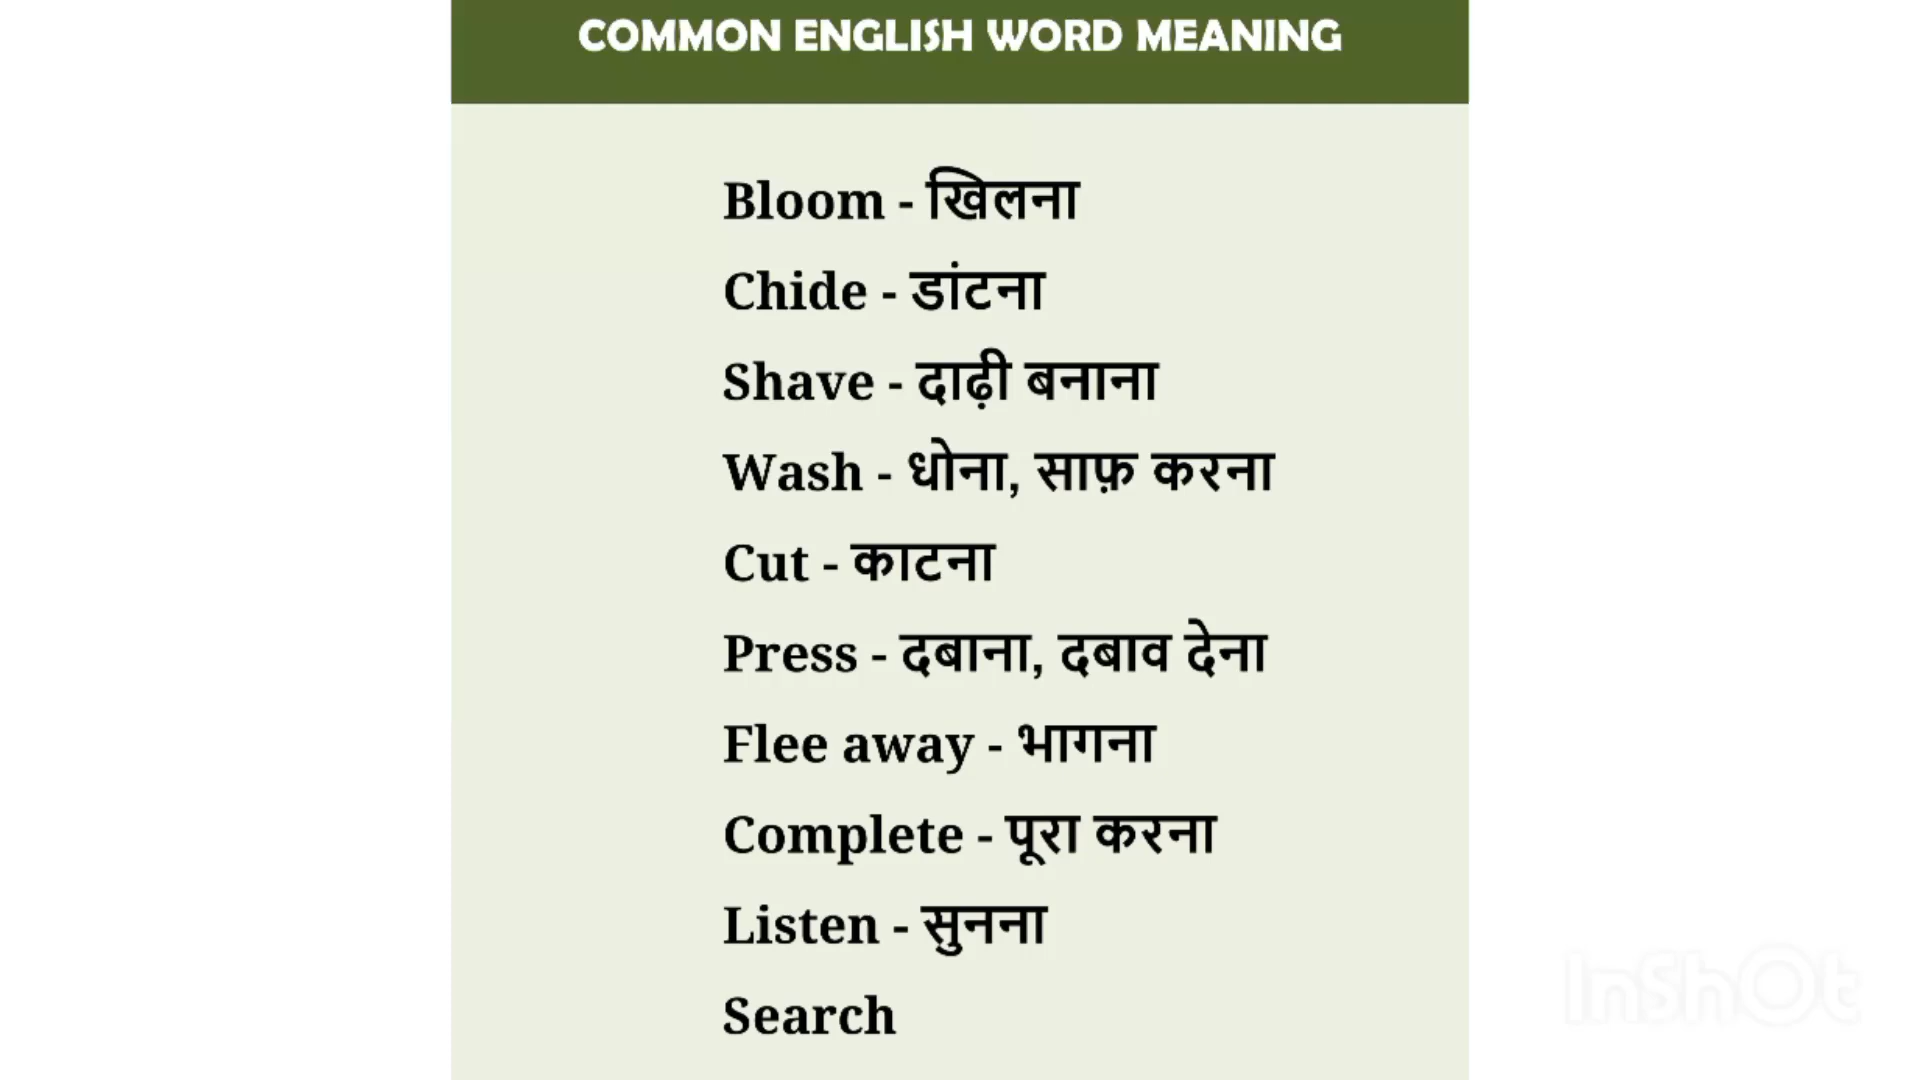 COMMON ENGLISH WORD MEANING
Bloom - खिलना
Chide - डांटना
Shave - दाढ़ी बनाना
Wash - धोना, साफ़ करना
Cut - काटना
Press - दबाना, दबाव देना
Flee away - भागना
Complete - पूरा करना
Listen - सुनना
Search
InShOt